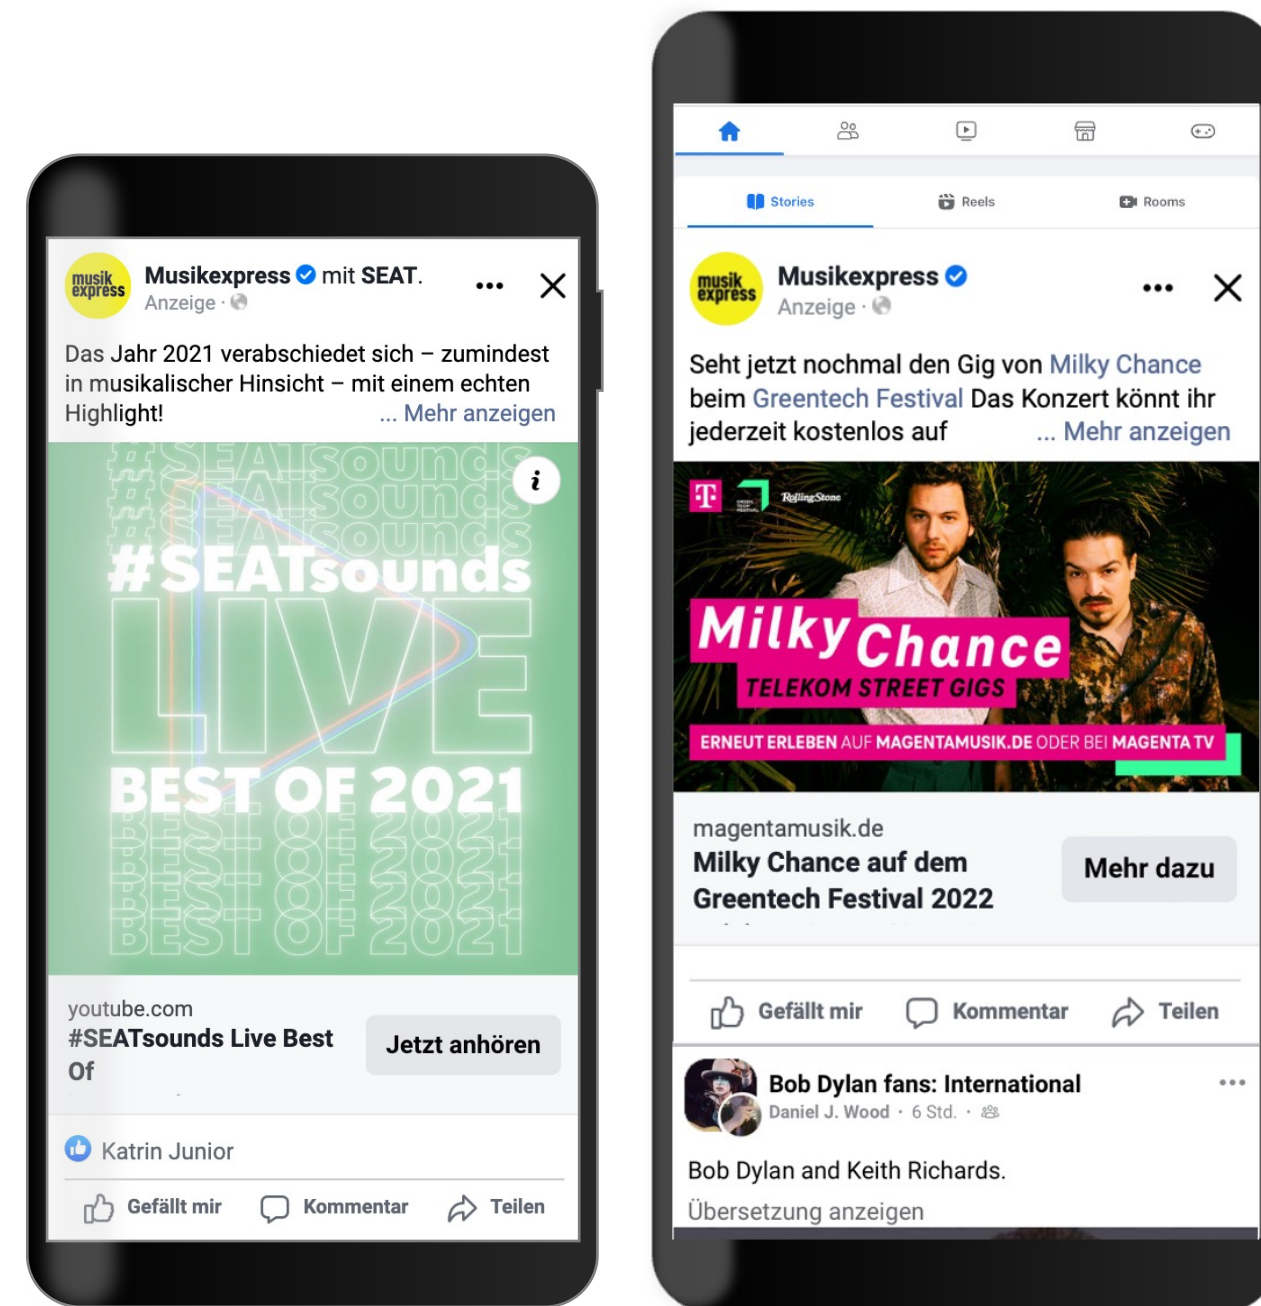 musik
express
Musikexpress mit SEAT.
Anzeige ·
Das Jahr 2021 verabschiedet sich – zumindest
in musikalischer Hinsicht – mit einem echten
Highlight! ... Mehr anzeigen
#SEATsounds
#SEATsounds
#SEATsounds
i
#SEATsounds
LIVE
BEST OF 2021
BEST OF 2021
BEST OF 2021
BEST OF 2021
BEST OF 2021
youtube.com
#SEATsounds Live Best
Of
Jetzt anhören
Katrin Junior
Gefällt mir Kommentar Teilen
Stories Reels Rooms
musik
express
Musikexpress
Anzeige ·
Seht jetzt nochmal den Gig von Milky Chance
beim Greentech Festival Das Konzert könnt ihr
jederzeit kostenlos auf ... Mehr anzeigen
T
GREEN
TECH
FESTIVAL
RollingStone
Milky Chance
TELEKOM STREET GIGS
ERNEUT ERLEBEN AUF MAGENTAMUSIK.DE ODER BEI MAGENTA TV
magentamusik.de
Milky Chance auf dem
Greentech Festival 2022
Mehr dazu
Gefällt mir Kommentar Teilen
Bob Dylan fans: International
Daniel J. Wood · 6 Std. ·
Bob Dylan and Keith Richards.
Übersetzung anzeigen